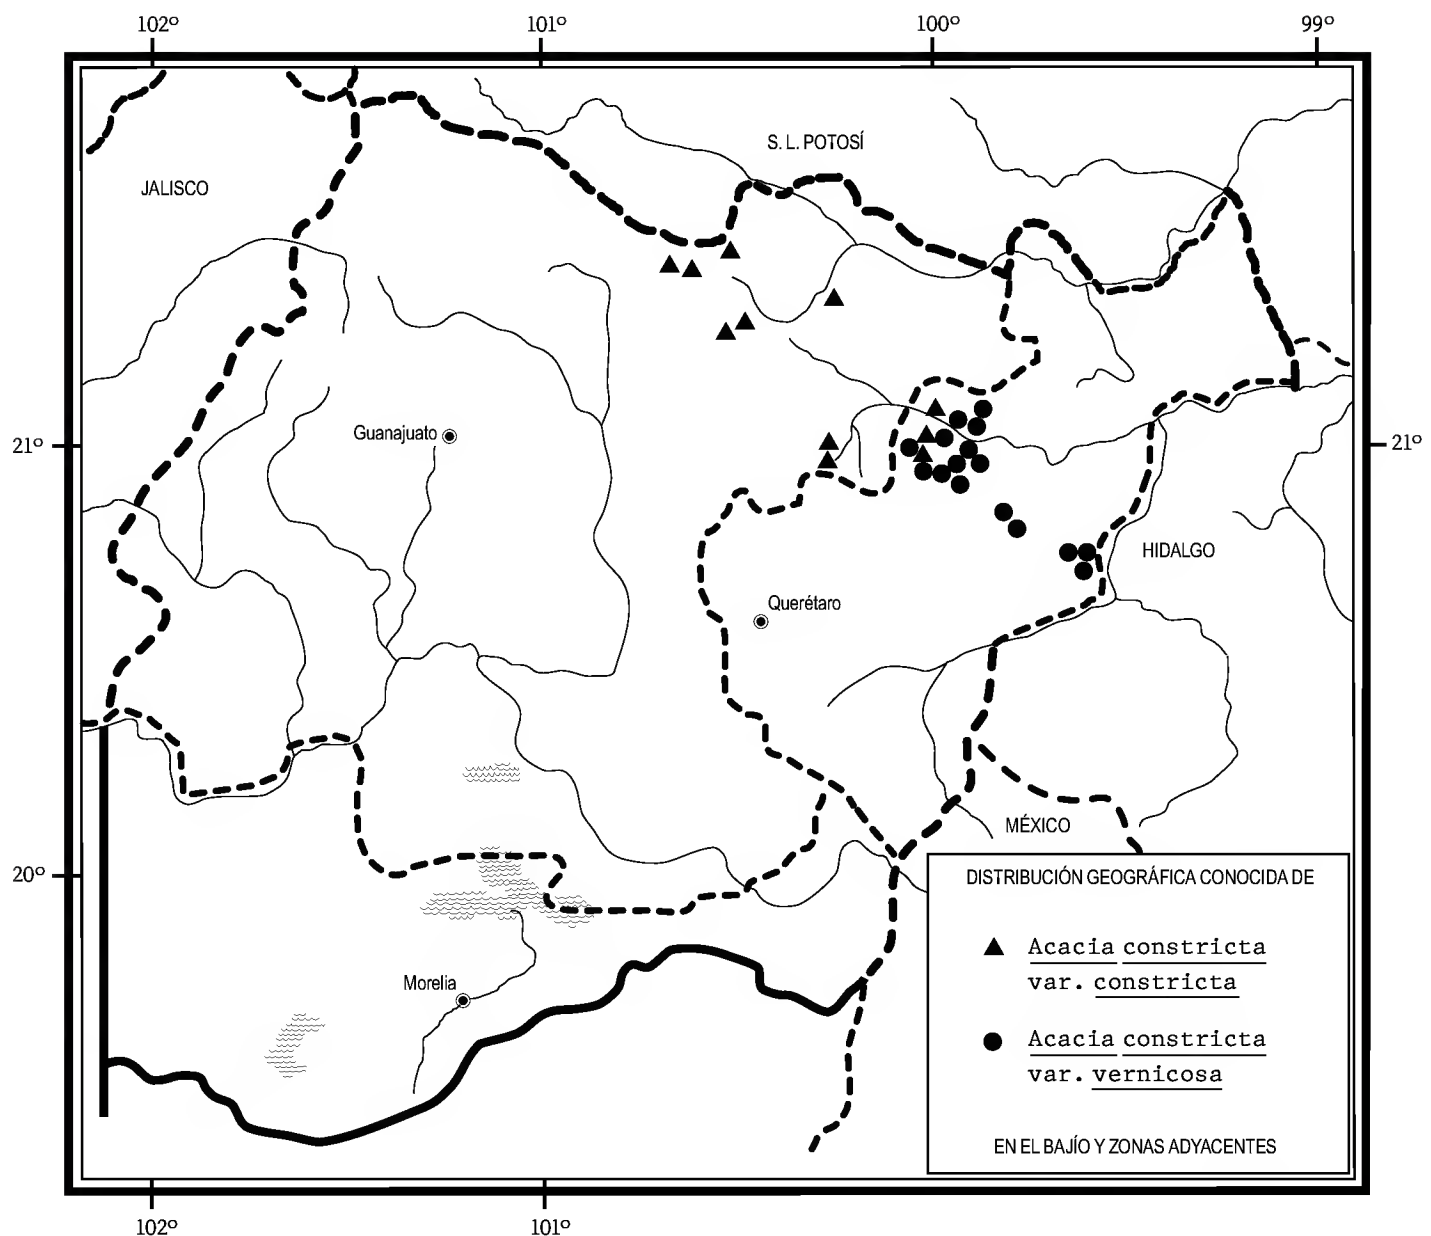 102º 101º 100º 99º
S. L. POTOSÍ
JALISCO
Guanajuato
21º 21º
HIDALGO
Querétaro
MÉXICO
20º
DISTRIBUCIÓN GEOGRÁFICA CONOCIDA DE
Acacia constricta
var. constricta
Morelia
Acacia constricta
var. vernicosa
EN EL BAJÍO Y ZONAS ADYACENTES
102º 101º